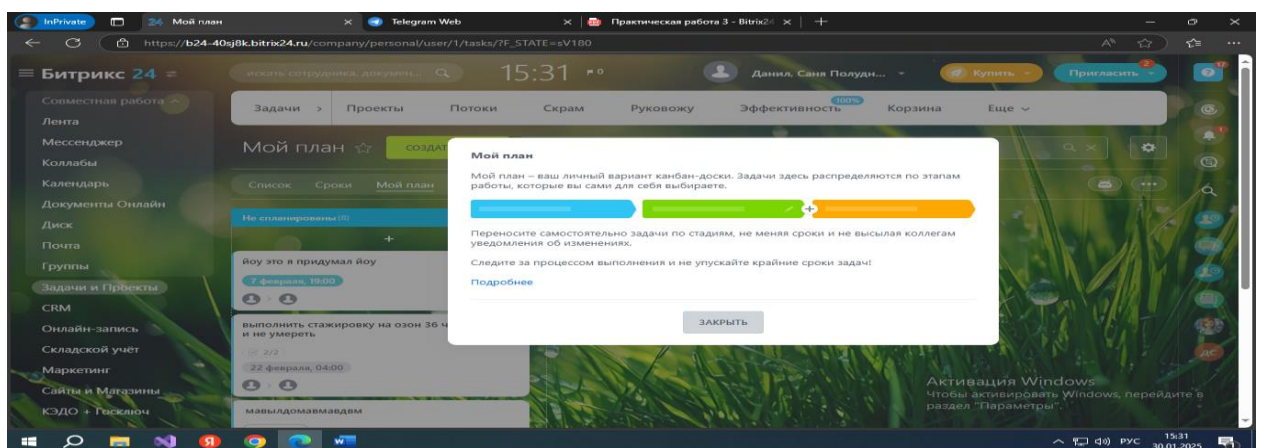 InPrivate
24 Мой план
Telegram Web
Практическая работа 3 - Bitrix24
https://b24-40sj8k.bitrix24.ru/company/personal/user/1/tasks/?F_STATE=sV180
Битрикс 24
искать сотрудника, докумен...
15:31
0
Данил, Саня Полудн...
Купить
Пригласить
2
17
Совместная работа
Лента
Мессенджер
Коллабы
Календарь
Документы Онлайн
Диск
Почта
Группы
Задачи и Проекты
CRM
Онлайн-запись
Складской учёт
Маркетинг
Сайты и Магазины
КЭДО + Госключ
Задачи
Проекты
Потоки
Скрам
Руковожу
Эффективность
100%
Корзина
Еще
Мой план
СОЗДАТ
1
Список
Сроки
Мой план
Не спланированы (8)
+
йоу это я придумал йоу
7 февраля, 19:00
выполнить стажировку на озон 36 ч
и не умереть
2/2
22 февраля, 04:00
мавылдомавмавдвм
Мой план
Мой план – ваш личный вариант канбан-доски. Задачи здесь распределяются по этапам
работы, которые вы сами для себя выбираете.
Переносите самостоятельно задачи по стадиям, не меняя сроки и не высылая коллегам
уведомления об изменениях.
Следите за процессом выполнения и не упускайте крайние сроки задач!
Подробнее
ЗАКРЫТЬ
ДС
Активация Windows
Чтобы активировать Windows, перейдите в
раздел "Параметры".
РУС
15:31
30.01.2025